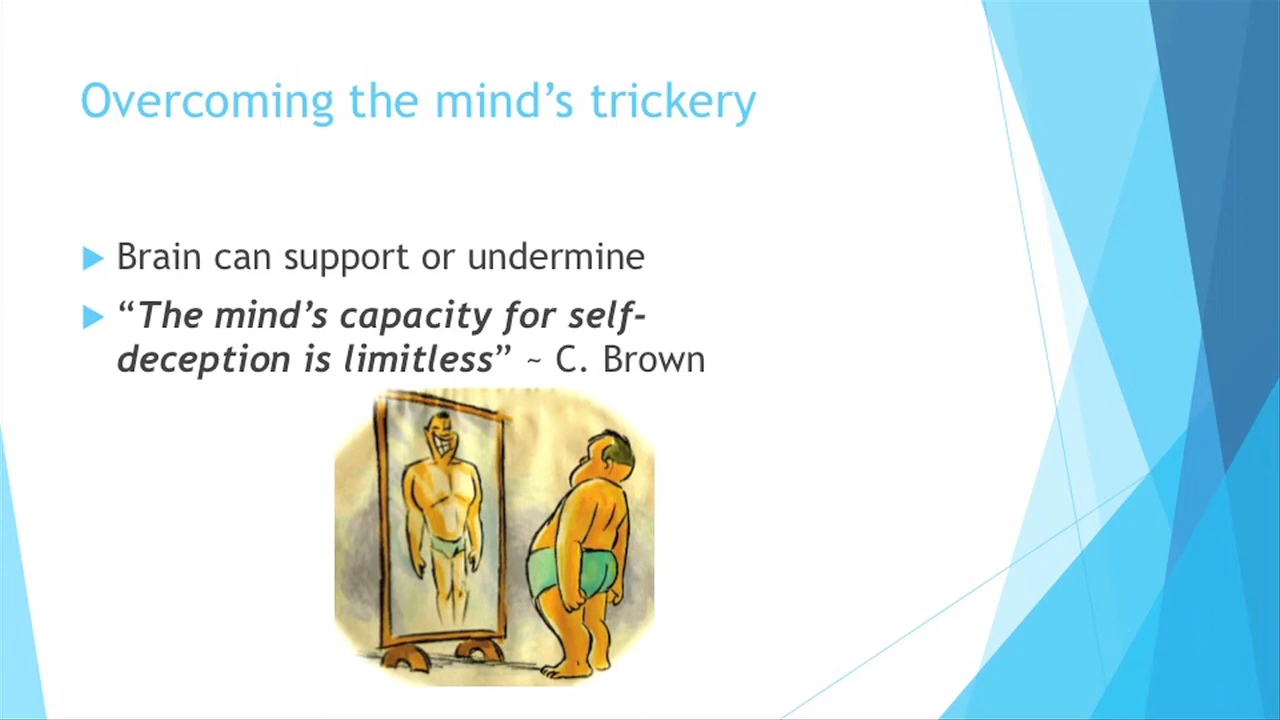 Overcoming the mind’s trickery
Brain can support or undermine
“The mind’s capacity for self-
deception is limitless” ~ C. Brown